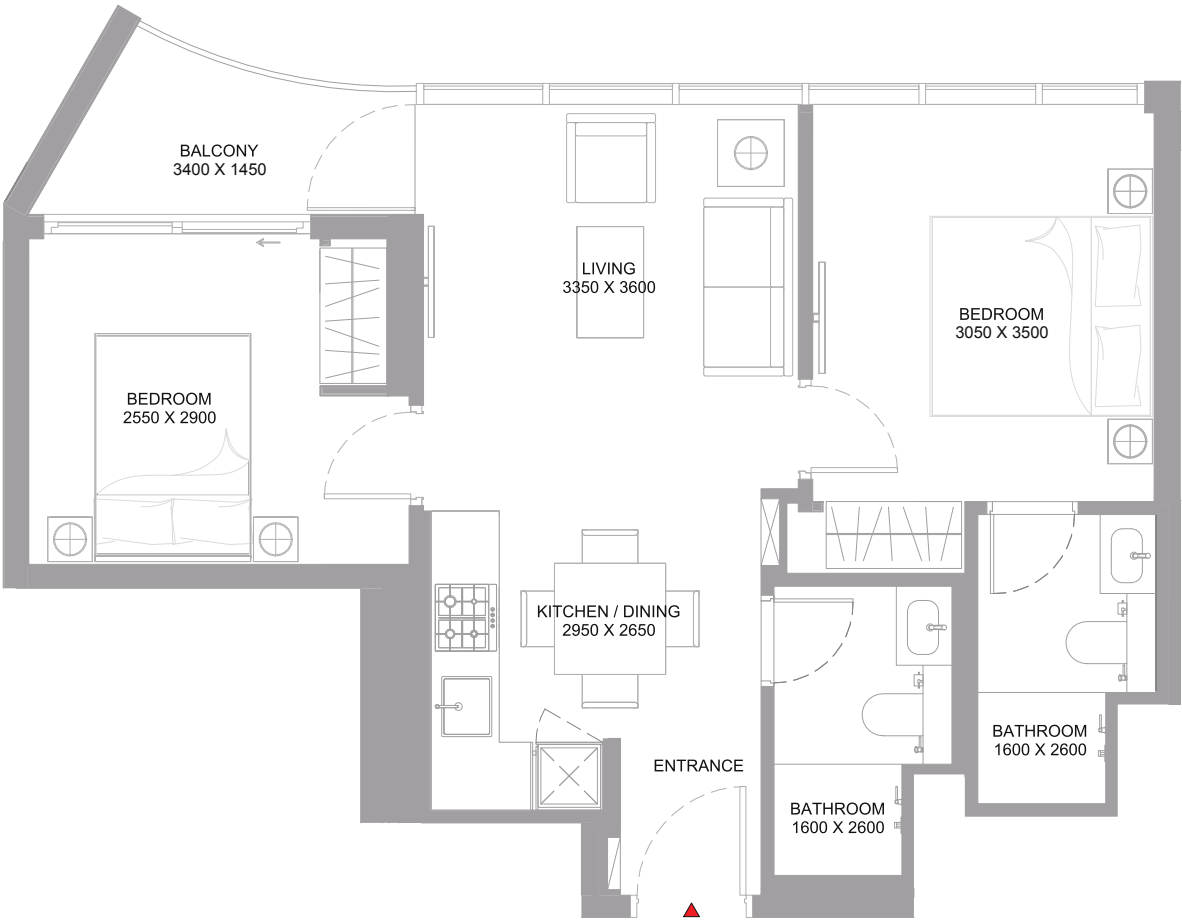 BALCONY
3400 X 1450
LIVING
3350 X 3600
BEDROOM
3050 X 3500
BEDROOM
2550 X 2900
KITCHEN / DINING
2950 X 2650
BATHROOM
1600 X 2600
ENTRANCE
BATHROOM
1600 X 2600